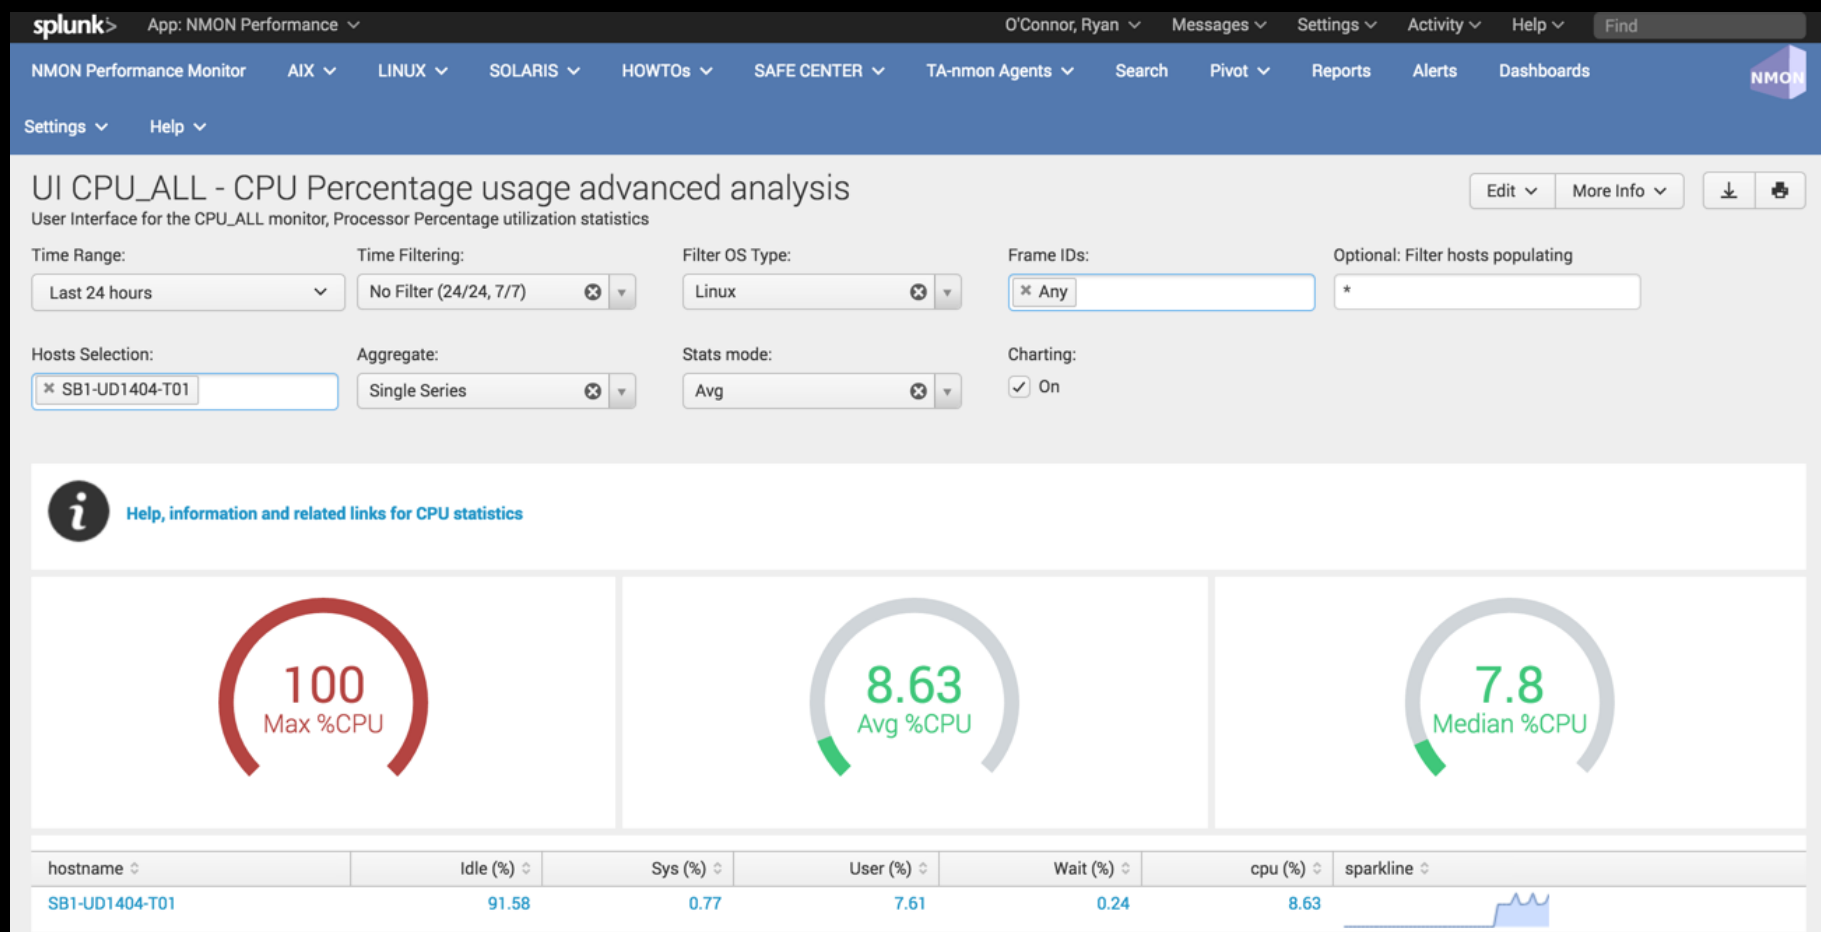 splunk> App: NMON Performance O'Connor, Ryan Messages Settings Activity Help Find
NMON Performance Monitor AIX LINUX SOLARIS HOWTOs SAFE CENTER TA-nmon Agents Search Pivot Reports Alerts Dashboards NMON
Settings Help
UI CPU_ALL - CPU Percentage usage advanced analysis Edit More Info
User Interface for the CPU_ALL monitor, Processor Percentage utilization statistics
Time Range: Time Filtering: Filter OS Type: Frame IDs: Optional: Filter hosts populating
Last 24 hours No Filter (24/24, 7/7) Linux Any *
Hosts Selection: Aggregate: Stats mode: Charting:
SB1-UD1404-T01 Single Series Avg On
Help, information and related links for CPU statistics
100 8.63 7.8
Max %CPU Avg %CPU Median %CPU
hostname Idle (%) Sys (%) User (%) Wait (%) cpu (%) sparkline
SB1-UD1404-T01 91.58 0.77 7.61 0.24 8.63